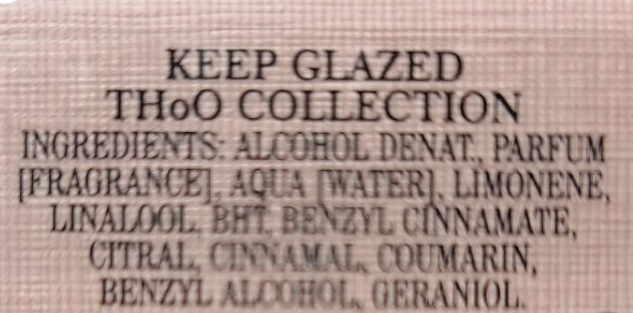 KEEP GLAZED
THoO COLLECTION
INGREDIENTS: ALCOHOL DENAT., PARFUM
[FRAGRANCE], AQUA [WATER], LIMONENE,
LINALOOL, BHT, BENZYL CINNAMATE,
CITRAL, CINNAMAL, COUMARIN,
BENZYL ALCOHOL, GERANIOL.